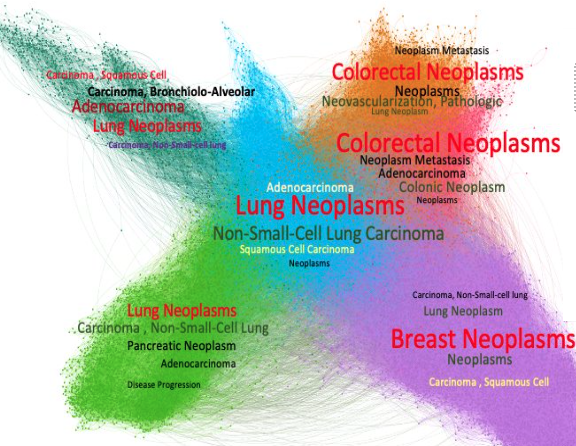 Carcinoma , Squamous Cell
Carcinoma, Bronchiolo-Alveolar
Adenocarcinoma
Lung Neoplasms
Carcinoma, Non-Small-cell lung
Neoplasm Metastasis
Colorectal Neoplasms
Neoplasms
Neovascularization, Pathologic
Lung Neoplasm
Colorectal Neoplasms
Neoplasm Metastasis
Adenocarcinoma
Colonic Neoplasm
Neoplasms
Adenocarcinoma
Lung Neoplasms
Non-Small-Cell Lung Carcinoma
Squamous Cell Carcinoma
Neoplasms
Lung Neoplasms
Carcinoma , Non-Small-Cell Lung
Pancreatic Neoplasm
Adenocarcinoma
Disease Progression
Carcinoma, Non-Small-cell lung
Lung Neoplasm
Breast Neoplasms
Neoplasms
Carcinoma , Squamous Cell